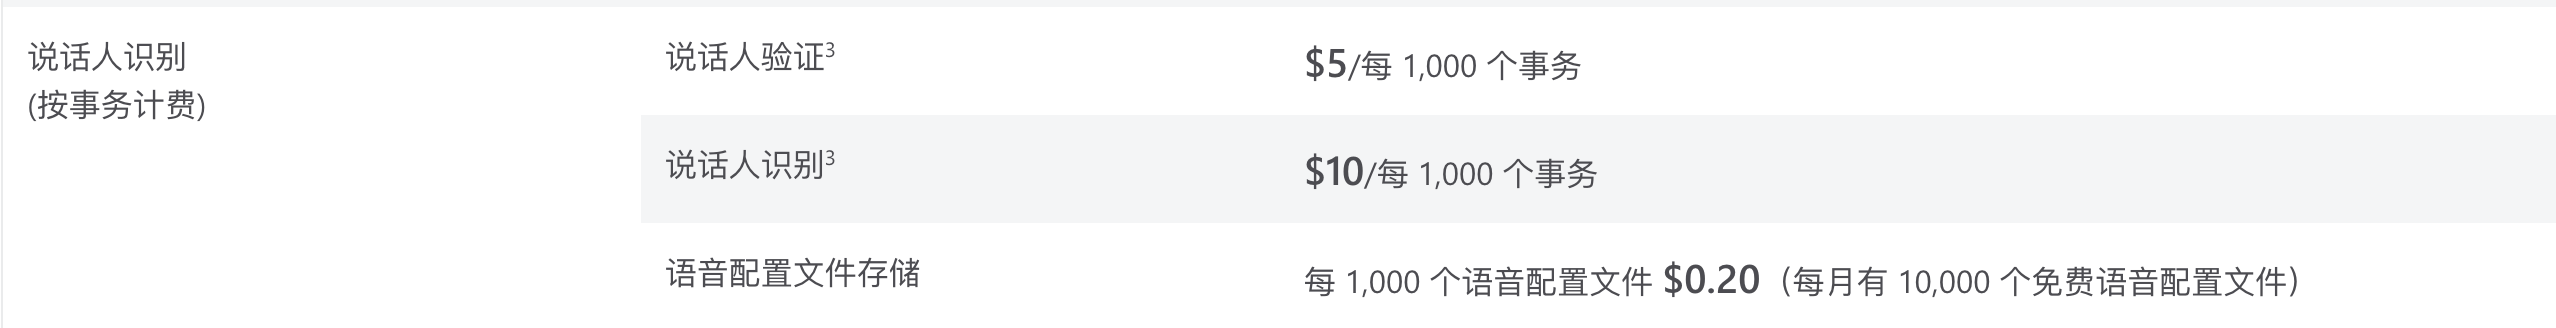 说话人识别
(按事务计费)
说话人验证³
$5/每 1,000 个事务
说话人识别³
$10/每 1,000 个事务
语音配置文件存储
每 1,000 个语音配置文件 $0.20（每月有 10,000 个免费语音配置文件）